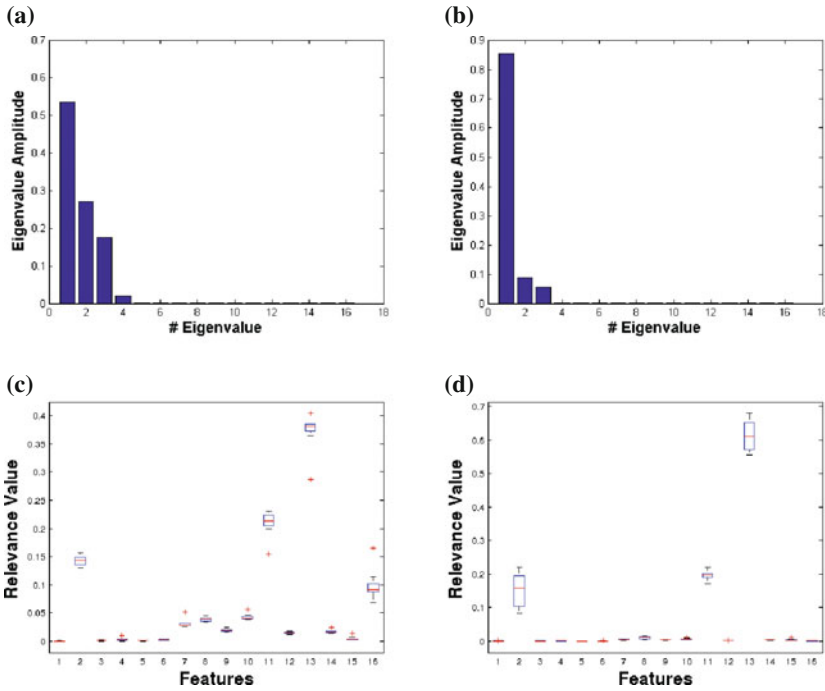 (a)
(b)
0.7
0.6
0.5
0.4
0.3
0.2
0.1
0
Eigenvalue Amplitude
0 2 4 6 8 10 12 14 16 18
# Eigenvalue
0.9
0.8
0.7
0.6
0.5
0.4
0.3
0.2
0.1
0
Eigenvalue Amplitude
0 2 4 6 8 10 12 14 16 18
# Eigenvalue
(c)
(d)
0.4
0.35
0.3
0.25
0.2
0.15
0.1
0.05
0
Relevance Value
1 2 3 4 5 6 7 8 9 10 11 12 13 14 15 16
Features
0.7
0.6
0.5
0.4
0.3
0.2
0.1
0
Relevance Value
1 2 3 4 5 6 7 8 9 10 11 12 13 14 15 16
Features